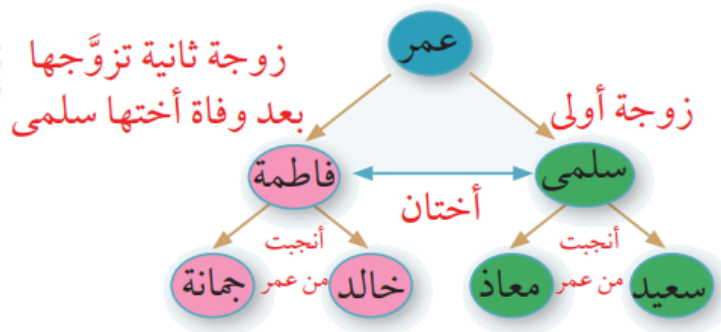 عمر
زوجة أولى
زوجة ثانية تزوَّجها
بعد وفاة أختها سلمى
سلمى
فاطمة
أختان
أنجبت
من عمر
أنجبت
من عمر
سعيد
معاذ
خالد
جمانة